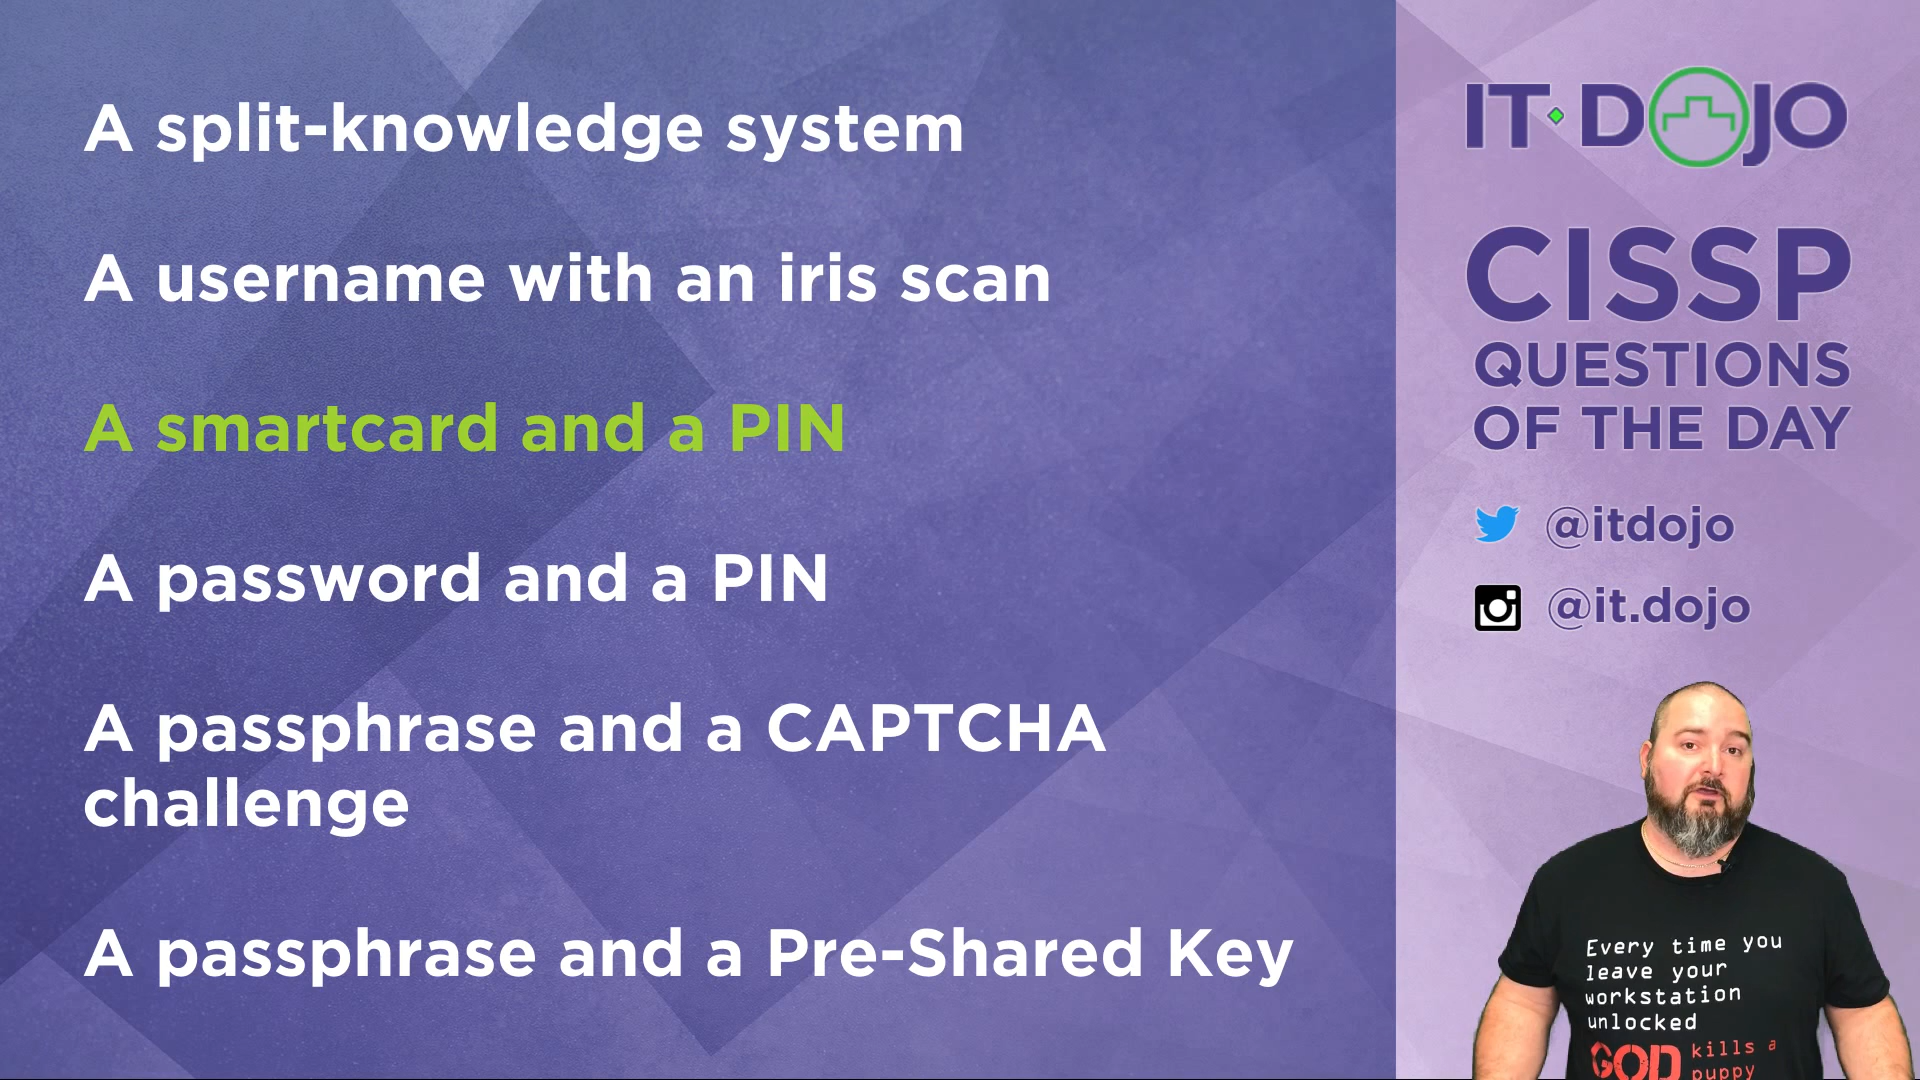 A split-knowledge system
A username with an iris scan
A smartcard and a PIN
A password and a PIN
A passphrase and a CAPTCHA
challenge
A passphrase and a Pre-Shared Key
IT DOJO
CISSP
QUESTIONS
OF THE DAY
@itdojo
@it.dojo
Every time you
leave your
workstation
unlocked
GOD kills a
puppy